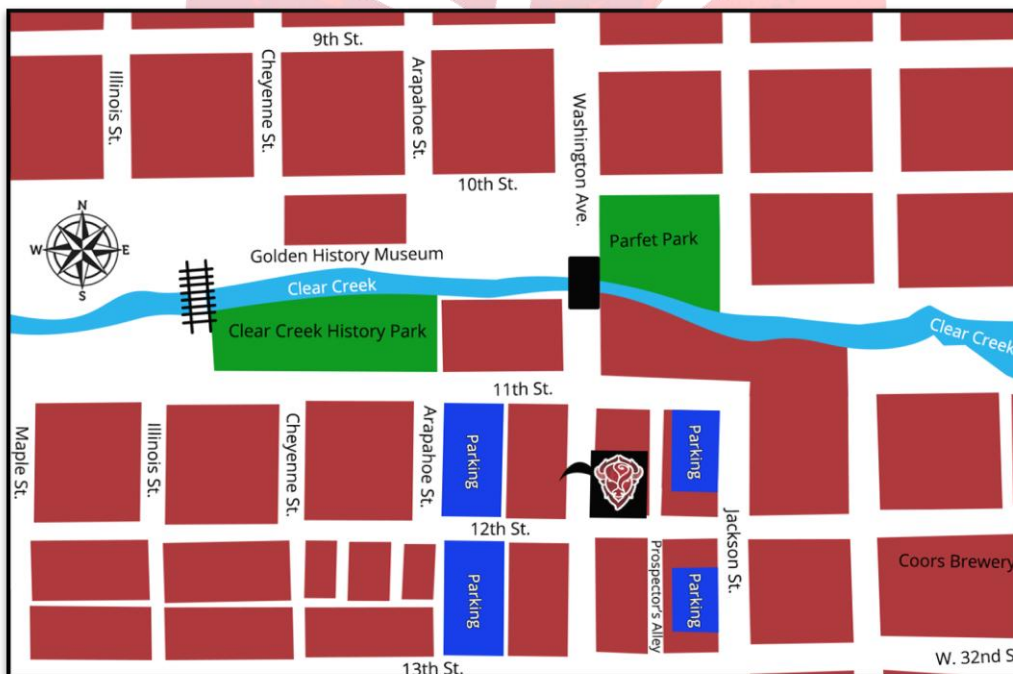 9th St.
Illinois St.
Cheyenne St.
Arapahoe St.
Washington Ave.
10th St.
N
W
E
S
Golden History Museum
Parfet Park
Clear Creek
Clear Creek
Clear Creek History Park
11th St.
Maple St.
Illinois St.
Cheyenne St.
Arapahoe St.
Parking
Parking
12th St.
Jackson St.
Prospector's Alley
Coors Brewery
Parking
Parking
13th St.
W. 32nd S